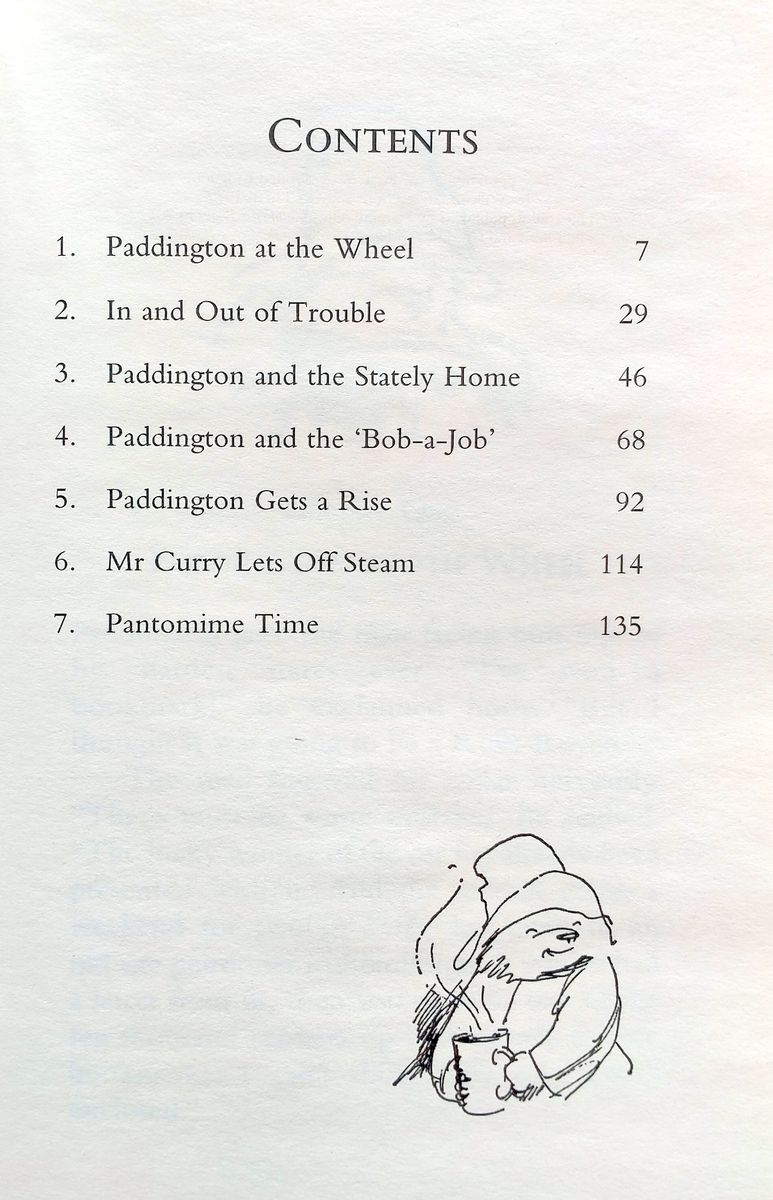 CONTENTS
1. Paddington at the Wheel 7
2. In and Out of Trouble 29
3. Paddington and the Stately Home 46
4. Paddington and the ‘Bob-a-Job’ 68
5. Paddington Gets a Rise 92
6. Mr Curry Lets Off Steam 114
7. Pantomime Time 135